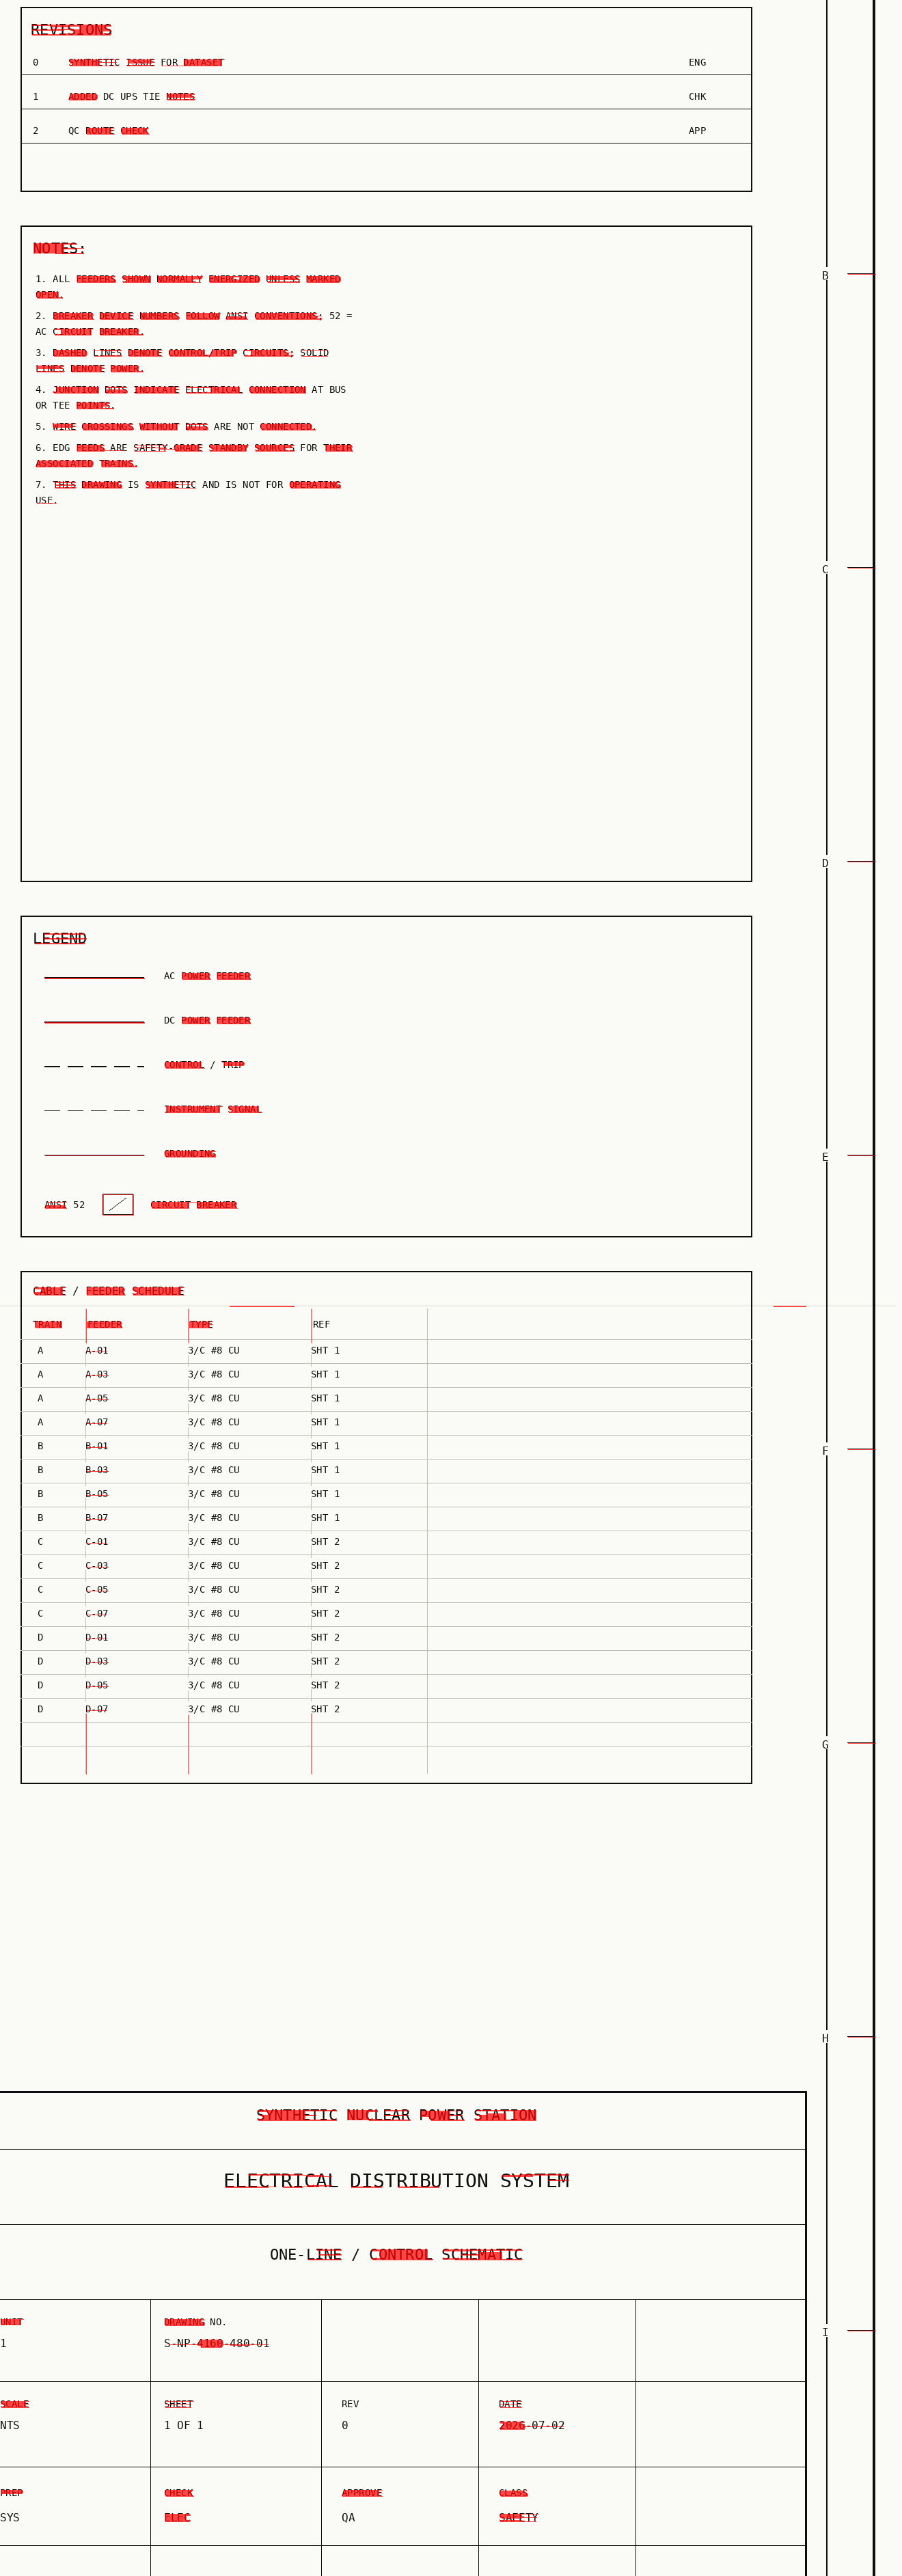 REVISIONS
0 SYNTHETIC ISSUE FOR DATASET ENG
1 ADDED DC UPS TIE NOTES CHK
2 QC ROUTE CHECK APP
NOTES:
1. ALL FEEDERS SHOWN NORMALLY ENERGIZED UNLESS MARKED
OPEN.
2. BREAKER DEVICE NUMBERS FOLLOW ANSI CONVENTIONS; 52 =
AC CIRCUIT BREAKER.
3. DASHED LINES DENOTE CONTROL/TRIP CIRCUITS; SOLID
LINES DENOTE POWER.
4. JUNCTION DOTS INDICATE ELECTRICAL CONNECTION AT BUS
OR TEE POINTS.
5. WIRE CROSSINGS WITHOUT DOTS ARE NOT CONNECTED.
6. EDG FEEDS ARE SAFETY-GRADE STANDBY SOURCES FOR THEIR
ASSOCIATED TRAINS.
7. THIS DRAWING IS SYNTHETIC AND IS NOT FOR OPERATING
USE.
B
C
D
LEGEND
AC POWER FEEDER
DC POWER FEEDER
CONTROL / TRIP
INSTRUMENT SIGNAL
GROUNDING
E
ANSI 52 CIRCUIT BREAKER
CABLE / FEEDER SCHEDULE
TRAIN FEEDER TYPE REF
A A-01 3/C #8 CU SHT 1
A A-03 3/C #8 CU SHT 1
A A-05 3/C #8 CU SHT 1
A A-07 3/C #8 CU SHT 1
B B-01 3/C #8 CU SHT 1
F
B B-03 3/C #8 CU SHT 1
B B-05 3/C #8 CU SHT 1
B B-07 3/C #8 CU SHT 1
C C-01 3/C #8 CU SHT 2
C C-03 3/C #8 CU SHT 2
C C-05 3/C #8 CU SHT 2
C C-07 3/C #8 CU SHT 2
D D-01 3/C #8 CU SHT 2
D D-03 3/C #8 CU SHT 2
D D-05 3/C #8 CU SHT 2
D D-07 3/C #8 CU SHT 2
G
H
SYNTHETIC NUCLEAR POWER STATION
ELECTRICAL DISTRIBUTION SYSTEM
ONE-LINE / CONTROL SCHEMATIC
UNIT DRAWING NO.
1 S-NP-4160-480-01
I
SCALE SHEET REV DATE
NTS 1 OF 1 0 2026-07-02
PREP CHECK APPROVE CLASS
SYS ELEC QA SAFETY